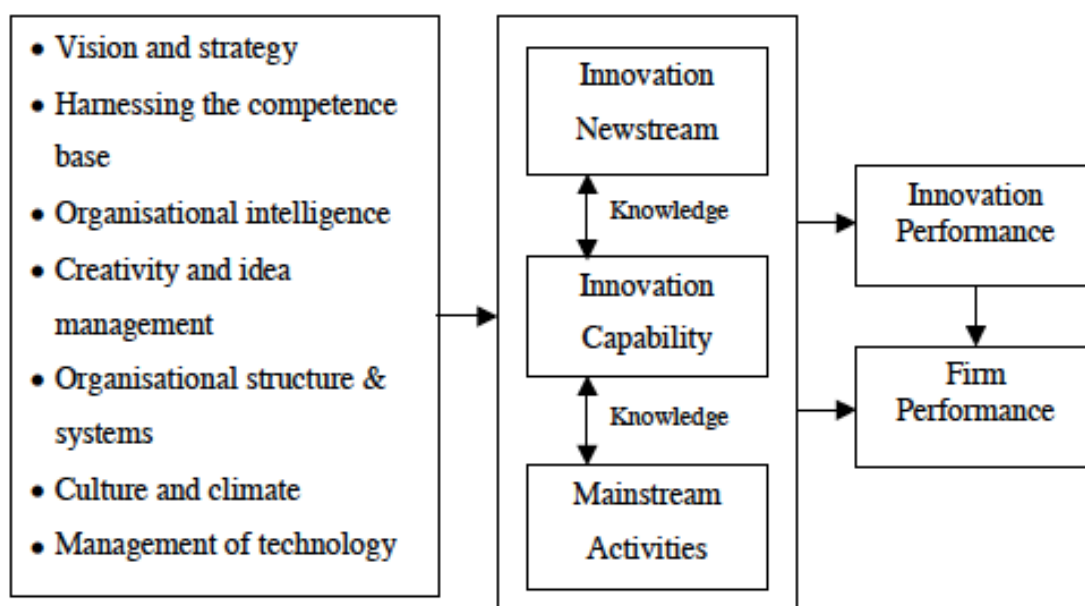 • Vision and strategy
• Harnessing the competence
base
• Organisational intelligence
• Creativity and idea
management
• Organisational structure &
systems
• Culture and climate
• Management of technology
Innovation
Newstream
Knowledge
Innovation
Capability
Knowledge
Mainstream
Activities
Innovation
Performance
Firm
Performance